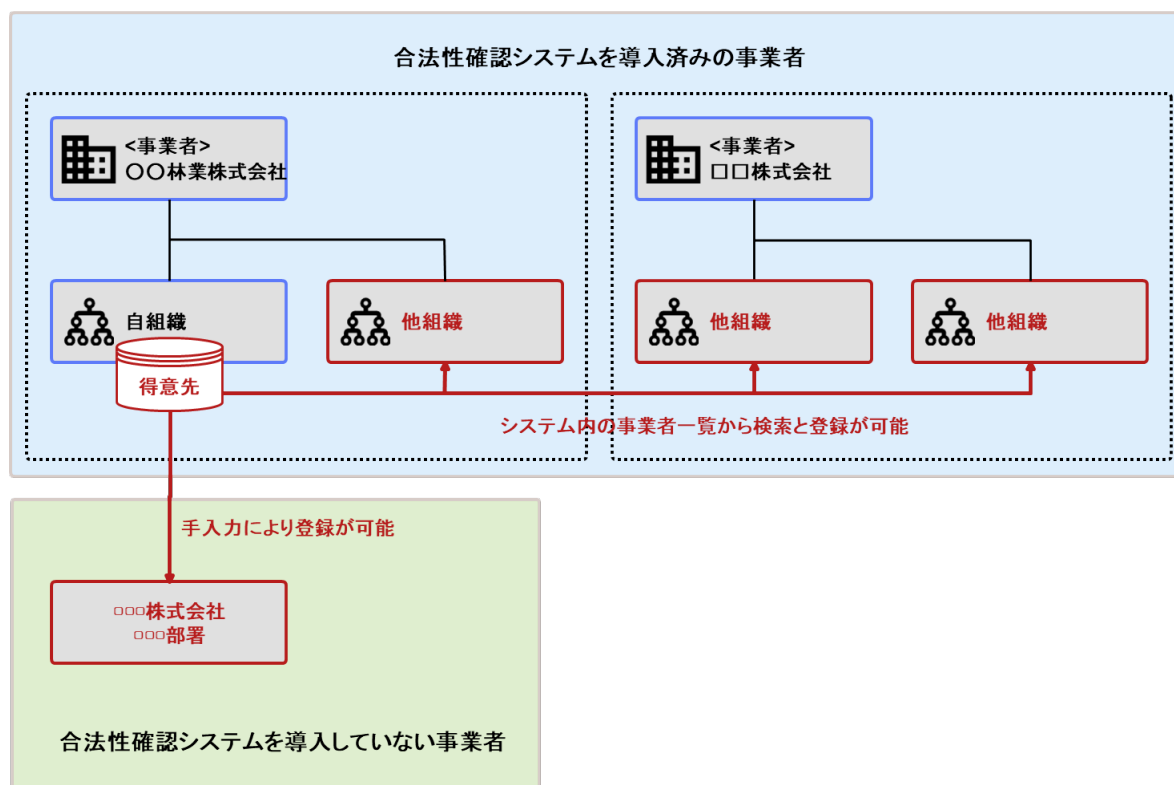 合法性確認システムを導入済みの事業者
<事業者>
〇〇林業株式会社
<事業者>
□□株式会社
自組織
他組織
他組織
他組織
得意先
システム内の事業者一覧から検索と登録が可能
手入力により登録が可能
□□□株式会社
□□□部署
合法性確認システムを導入していない事業者